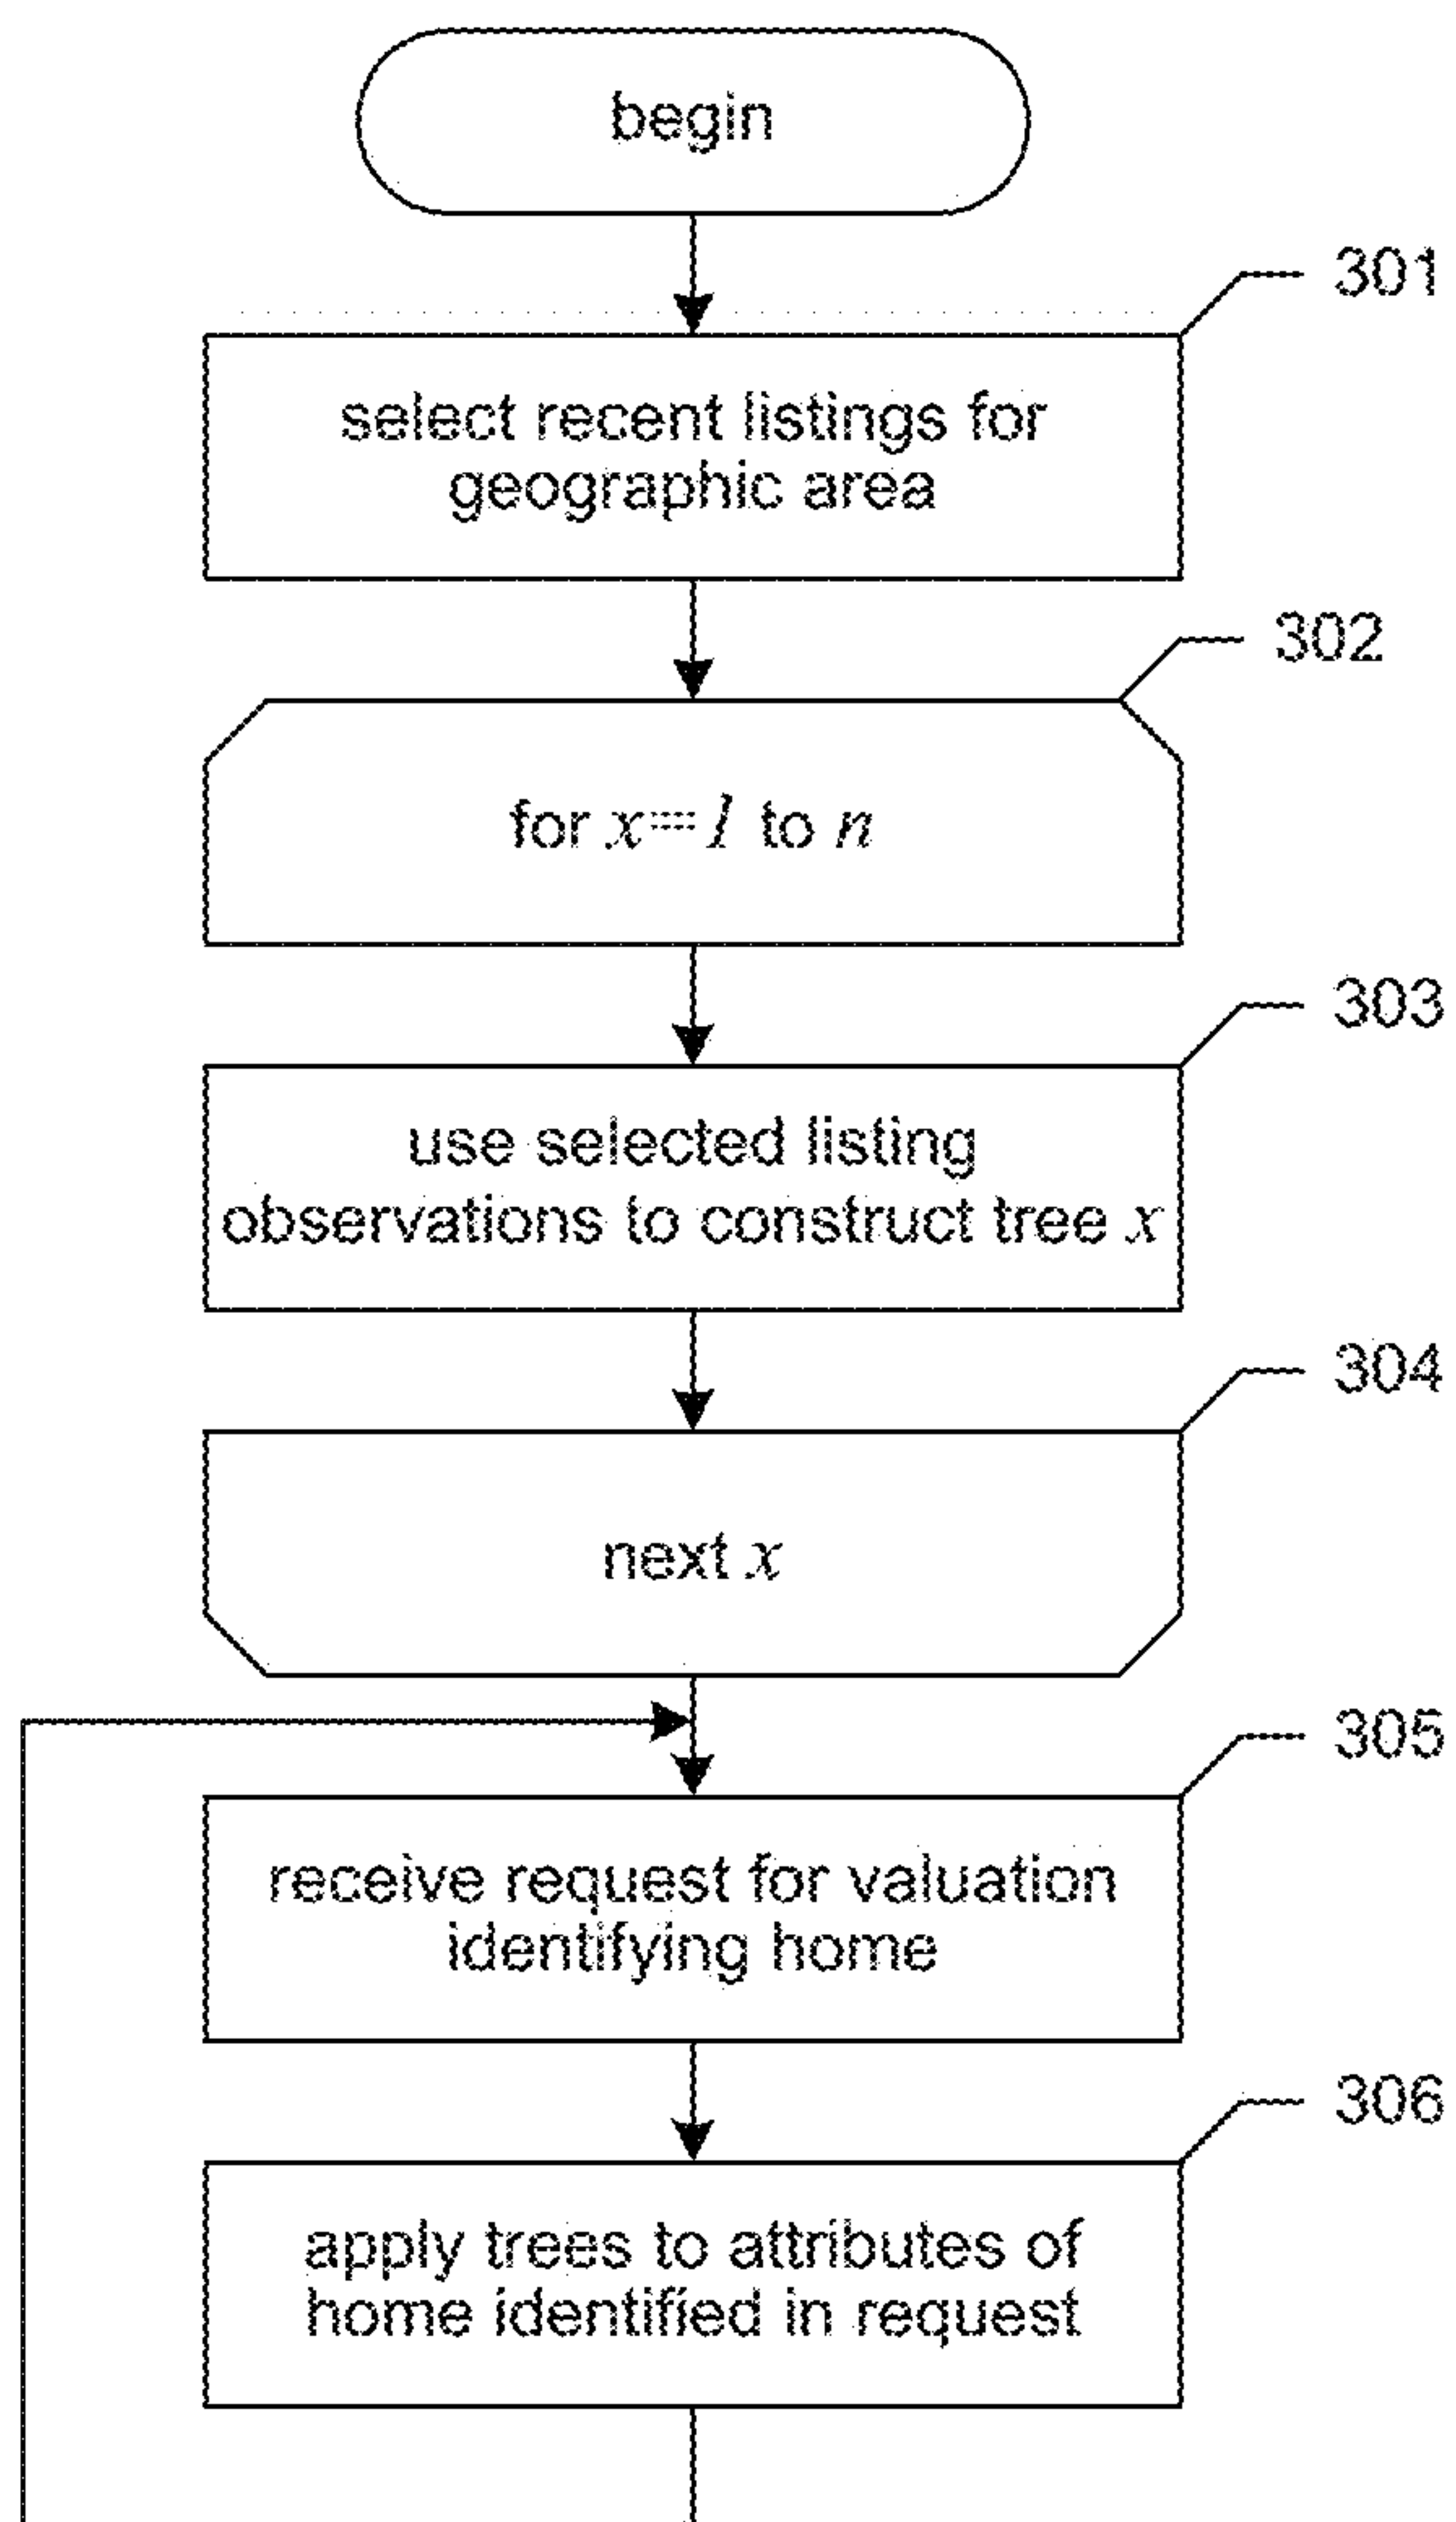 begin
301
select recent listings for
geographic area
302
for x=1 to n
303
use selected listing
observations to construct tree x
304
next x
305
receive request for valuation
identifying home
306
apply trees to attributes of
home identified in request